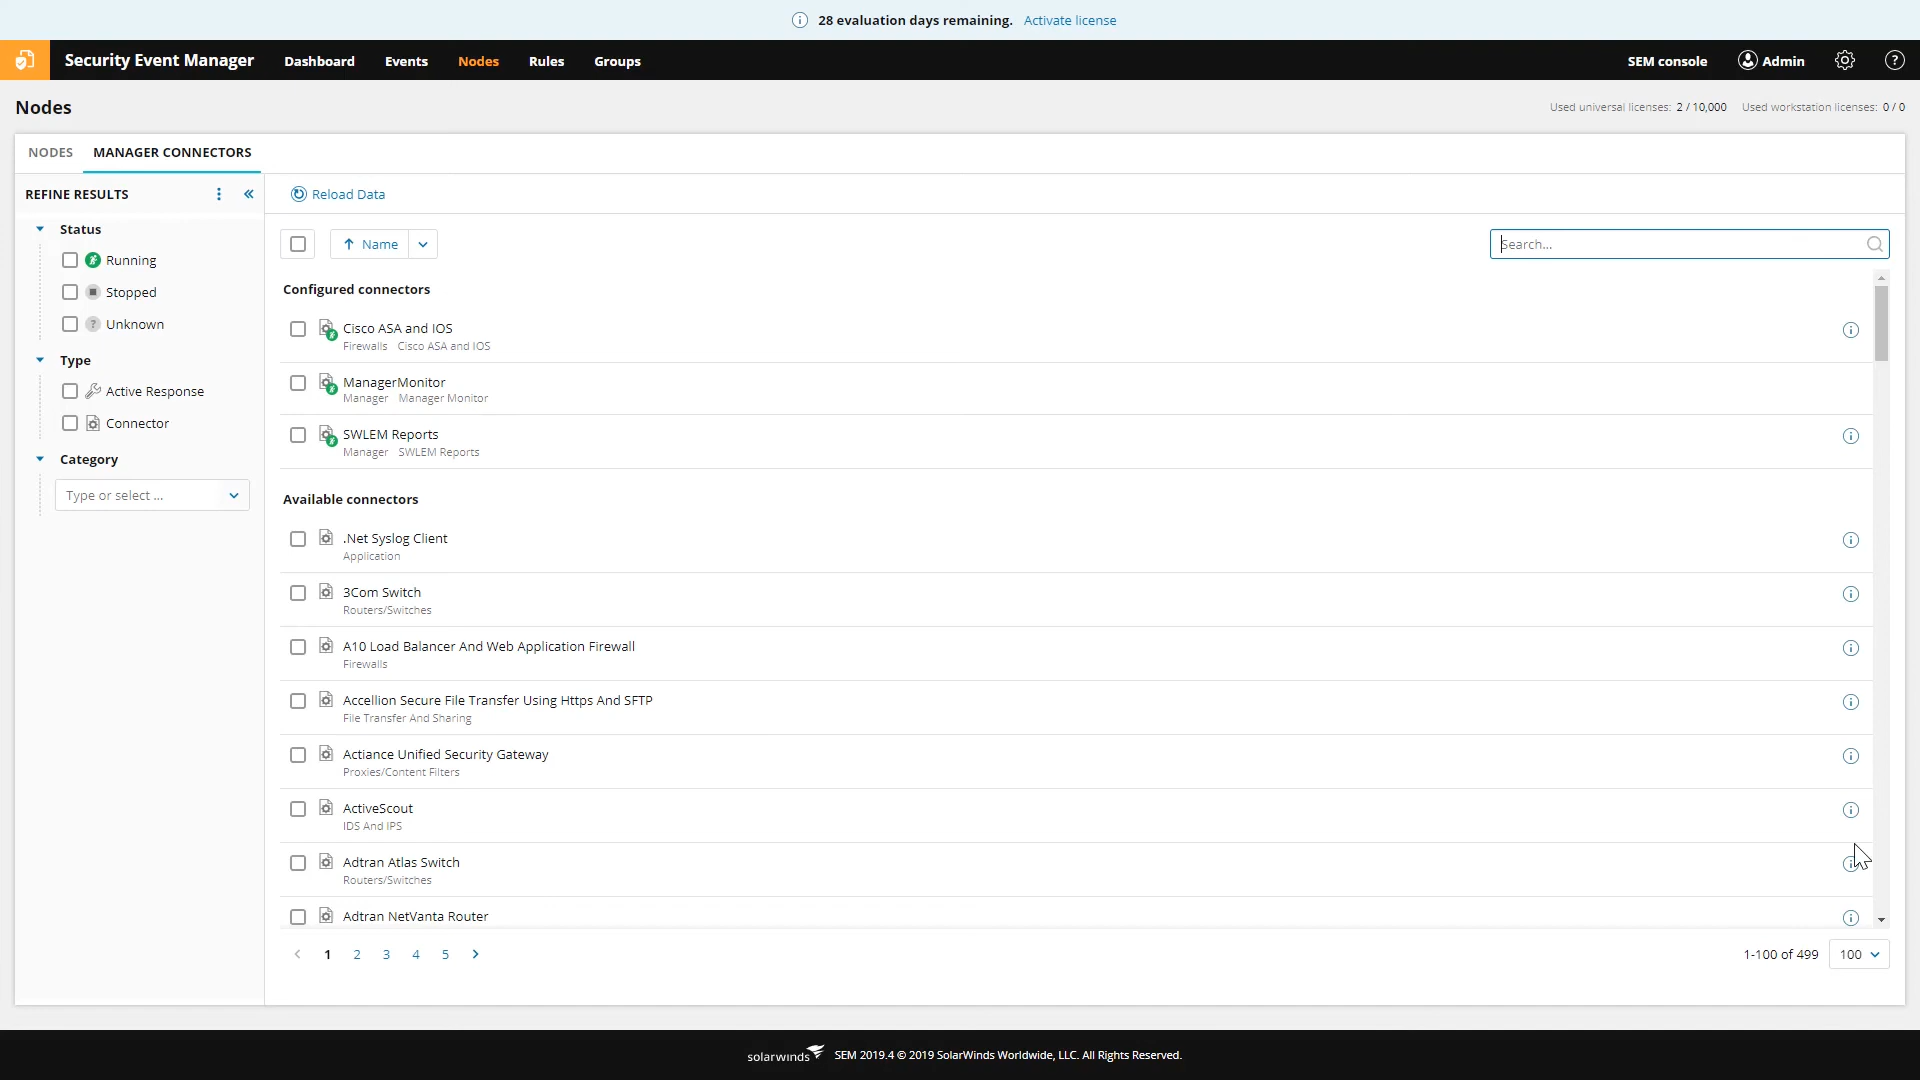 28 evaluation days remaining. Activate license
Security Event Manager Dashboard Events Nodes Rules Groups SEM console Admin ?
Nodes
Used universal licenses: 2 / 10,000 Used workstation licenses: 0 / 0
NODES MANAGER CONNECTORS
REFINE RESULTS
Status
Running
Stopped
? Unknown
Type
Active Response
Connector
Category
Type or select ...
Reload Data
Name
Search...
Configured connectors
Cisco ASA and IOS
Firewalls Cisco ASA and IOS
ManagerMonitor
Manager Manager Monitor
SWLEM Reports
Manager SWLEM Reports
Available connectors
.Net Syslog Client
Application
3Com Switch
Routers/Switches
A10 Load Balancer And Web Application Firewall
Firewalls
Accellion Secure File Transfer Using Https And SFTP
File Transfer And Sharing
Actiance Unified Security Gateway
Proxies/Content Filters
ActiveScout
IDS And IPS
Adtran Atlas Switch
Routers/Switches
Adtran NetVanta Router
1 2 3 4 5
1-100 of 499 100
solarwinds SEM 2019.4 © 2019 SolarWinds Worldwide, LLC. All Rights Reserved.